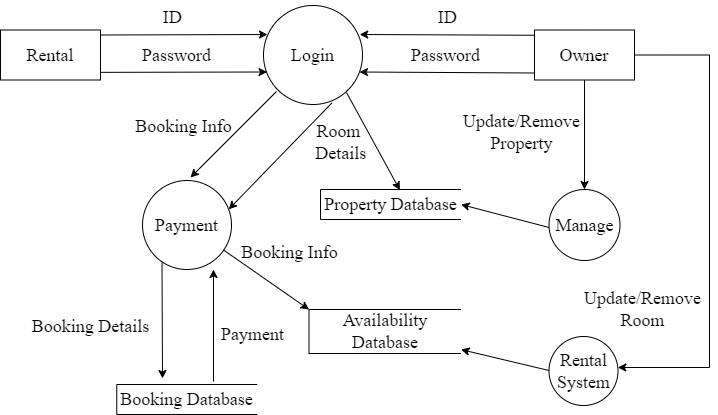 ID
ID
Rental
Password
Login
Password
Owner
Booking Info
Room
Details
Update/Remove
Property
Property Database
Payment
Manage
Booking Info
Update/Remove
Room
Booking Details
Payment
Availability
Database
Rental
System
Booking Database